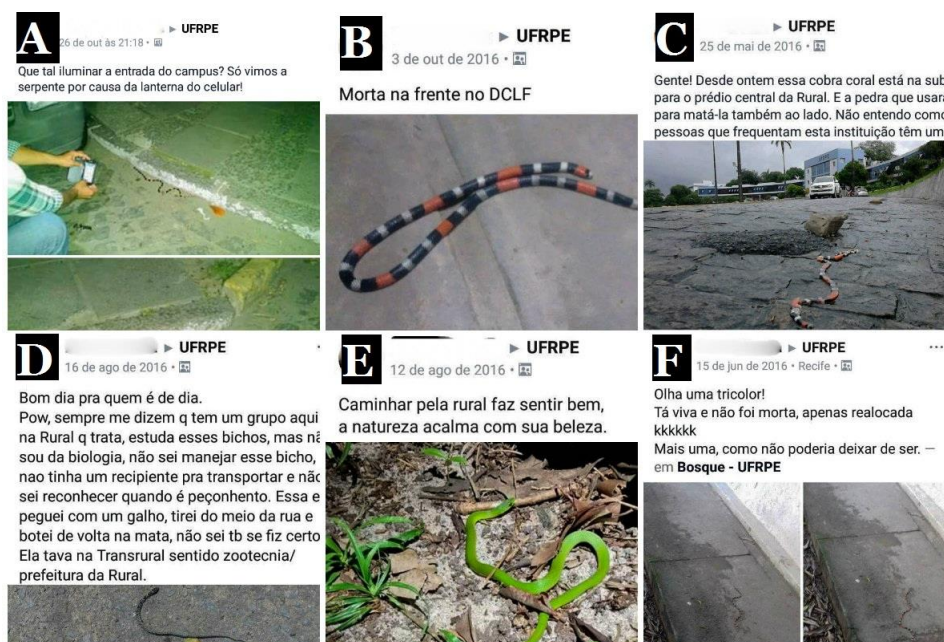 A
▸ UFRPE
26 de out às 21:18 •
Que tal iluminar a entrada do campus? Só vimos a
serpente por causa da lanterna do celular!
B
▸ UFRPE
3 de out de 2016 •
Morta na frente no DCLF
C
▸ UFRPE
25 de mai de 2016 •
Gente! Desde ontem essa cobra coral está na sub
para o prédio central da Rural. E a pedra que usara
para matá-la também ao lado. Não entendo como
pessoas que frequentam esta instituição têm um
D
▸ UFRPE
16 de ago de 2016 •
Bom dia pra quem é de dia.
Pow, sempre me dizem q tem um grupo aqui
na Rural q trata, estuda esses bichos, mas nã
sou da biologia, não sei manejar esse bicho,
nao tinha um recipiente pra transportar e não
sei reconhecer quando é peçonhento. Essa e
peguei com um galho, tirei do meio da rua e
botei de volta na mata, não sei tb se fiz certo
Ela tava na Transrural sentido zootecnia/
prefeitura da Rural.
E
▸ UFRPE
12 de ago de 2016 •
Caminhar pela rural faz sentir bem,
a natureza acalma com sua beleza.
F
▸ UFRPE
15 de jun de 2016 • Recife •
Olha uma tricolor!
Tá viva e não foi morta, apenas realocada
kkkkkk
Mais uma, como não poderia deixar de ser. —
em Bosque - UFRPE